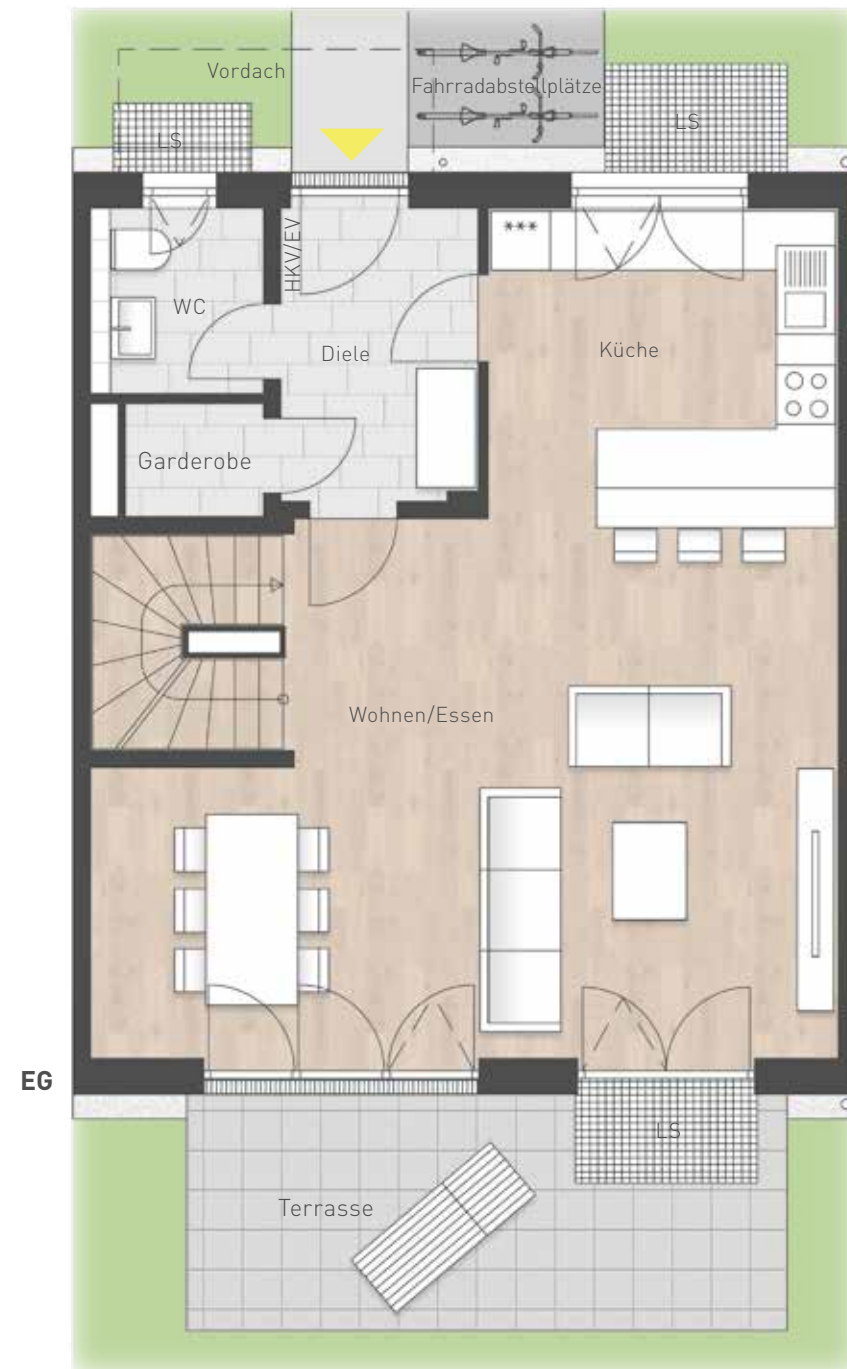 Vordach
Fahrradabstellplätze
LS
LS
HKV/EV
***
WC
Diele
Küche
Garderobe
Wohnen/Essen
EG
LS
Terrasse